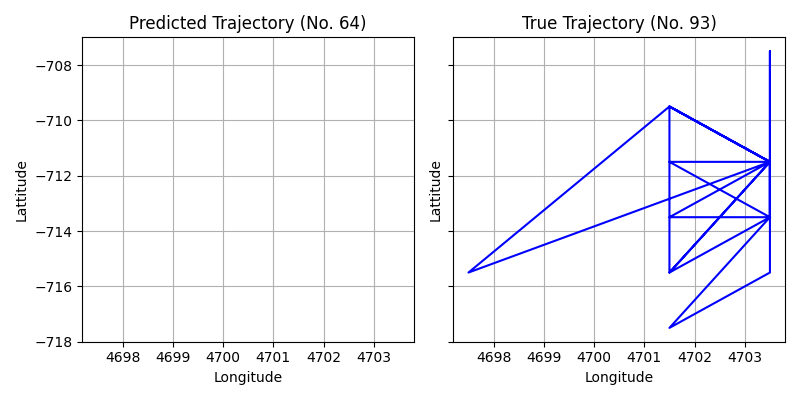 Predicted Trajectory (No. 64)
−708
−710
−712
−714
−716
−718
Lattitude
4698 4699 4700 4701 4702 4703
Longitude
True Trajectory (No. 93)
Lattitude
4698 4699 4700 4701 4702 4703
Longitude